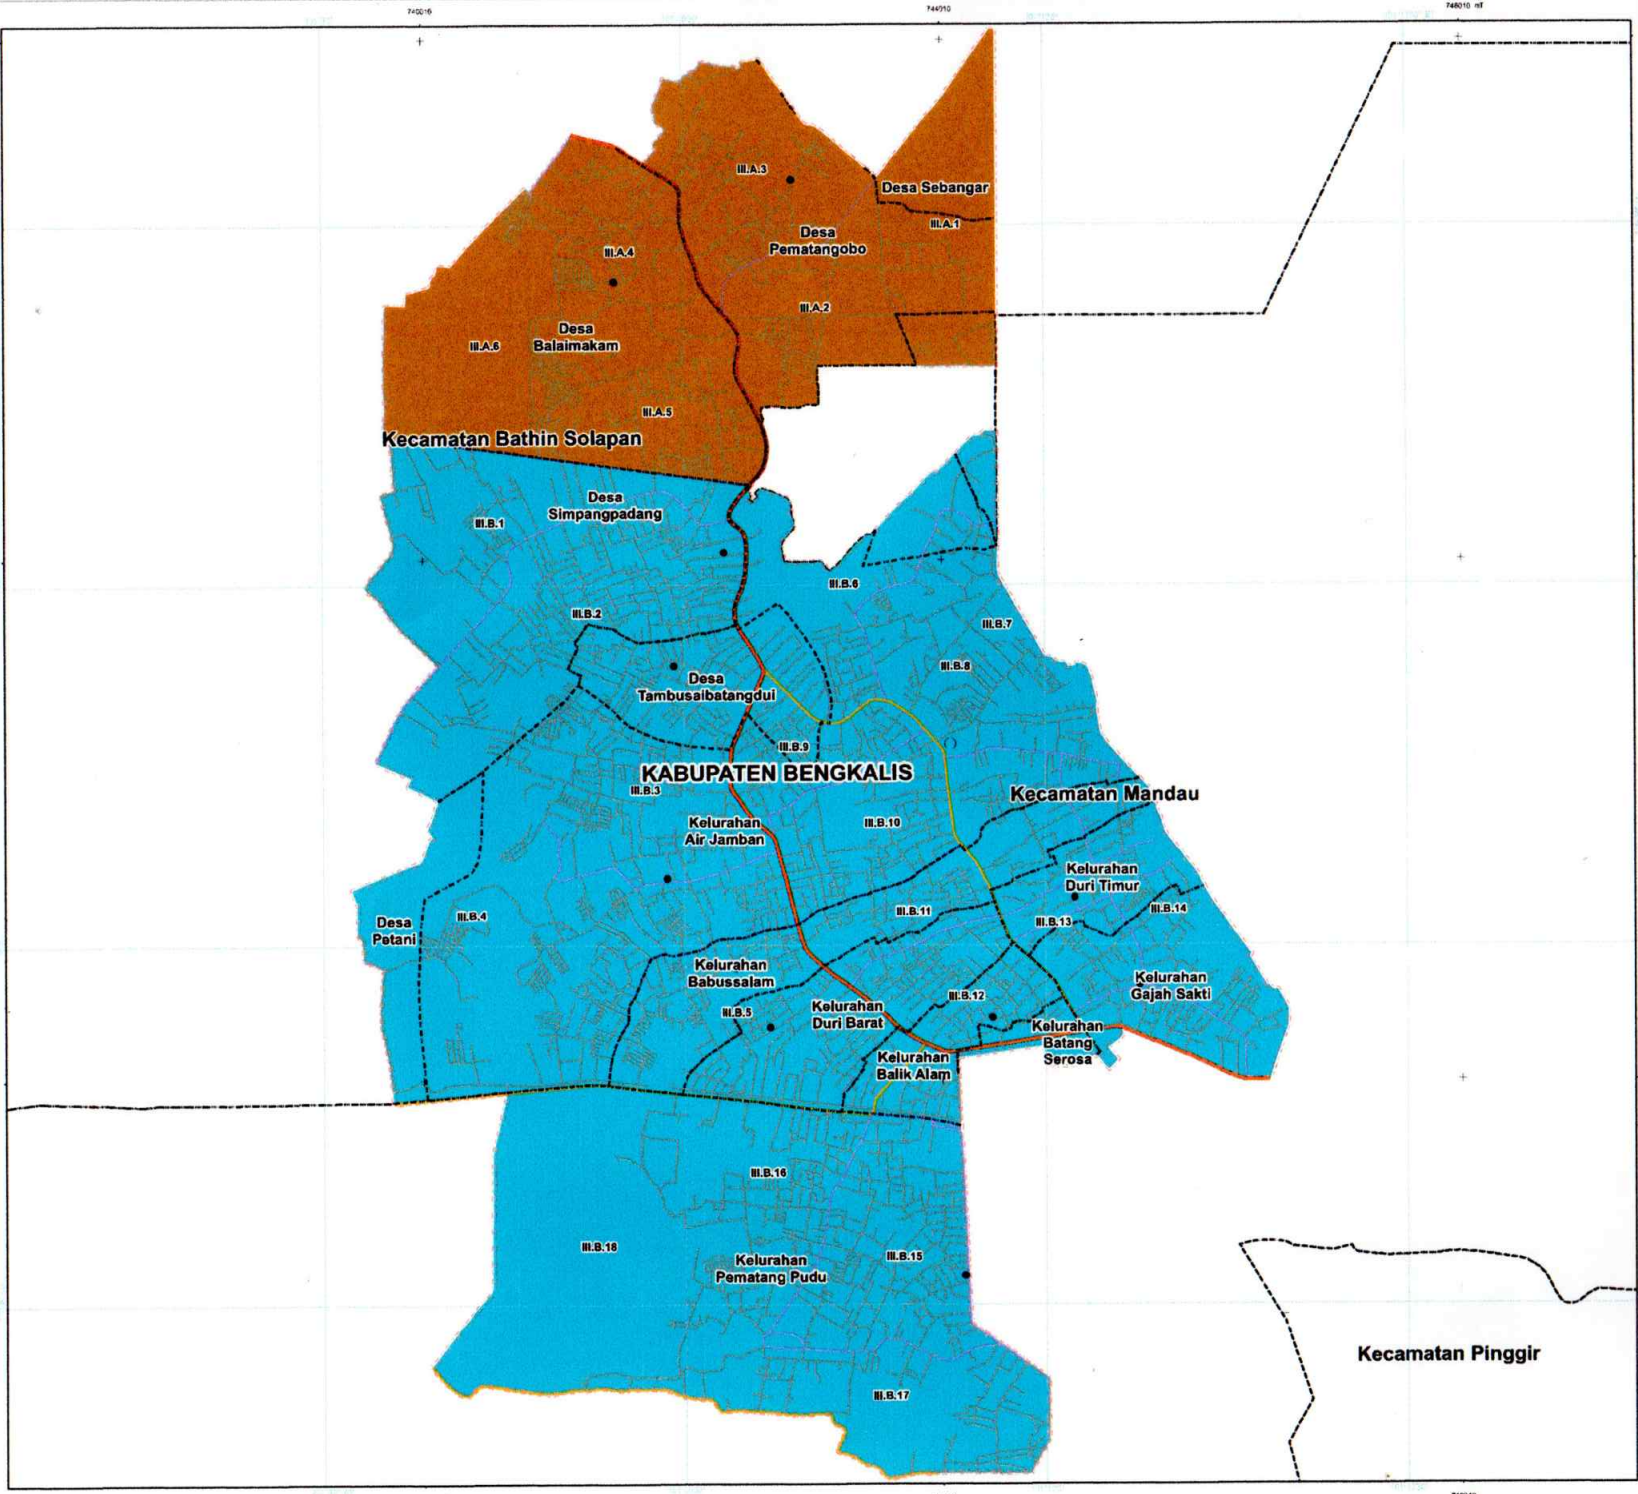 740016
744010
748010 mT
III.A.3
Desa Sebangar
III.A.1
Desa
Pematangobo
III.A.4
III.A.2
Desa
Balaimakam
III.A.6
III.A.5
Kecamatan Bathin Solapan
Desa
Simpangpadang
III.B.1
III.B.6
III.B.2
III.B.7
III.B.8
Desa
Tambusaibatangdui
III.B.9
KABUPATEN BENGKALIS
III.B.3
Kecamatan Mandau
Kelurahan
Air Jamban
III.B.10
Kelurahan
Duri Timur
III.B.4
III.B.11
III.B.13
III.B.14
Desa
Petani
Kelurahan
Babussalam
Kelurahan
Gajah Sakti
III.B.5
Kelurahan
Duri Barat
III.B.12
Kelurahan
Batang
Serosa
Kelurahan
Balik Alam
III.B.16
III.B.18
III.B.15
Kelurahan
Pematang Pudu
Kecamatan Pinggir
III.B.17